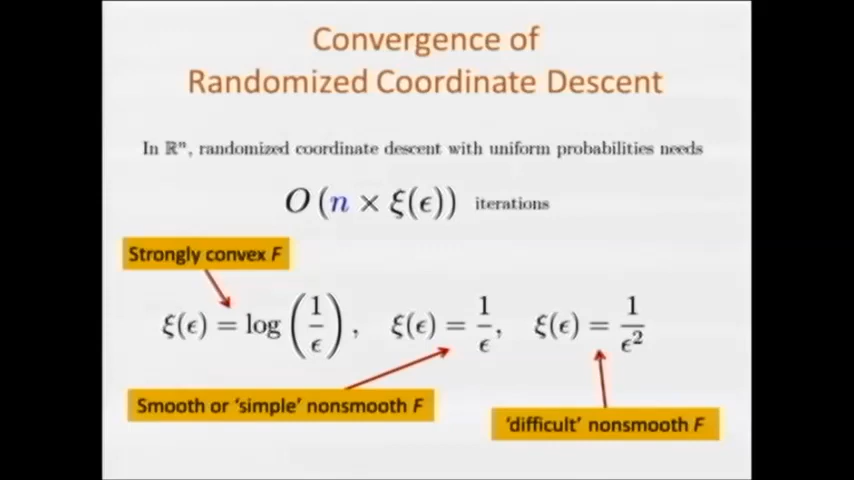 Convergence of
Randomized Coordinate Descent
In ℝⁿ, randomized coordinate descent with uniform probabilities needs
O (n × ξ(ϵ)) iterations
Strongly convex F
ξ(ϵ) = log (1/ϵ) , ξ(ϵ) = 1/ϵ, ξ(ϵ) = 1/ϵ²
Smooth or ‘simple’ nonsmooth F
‘difficult’ nonsmooth F